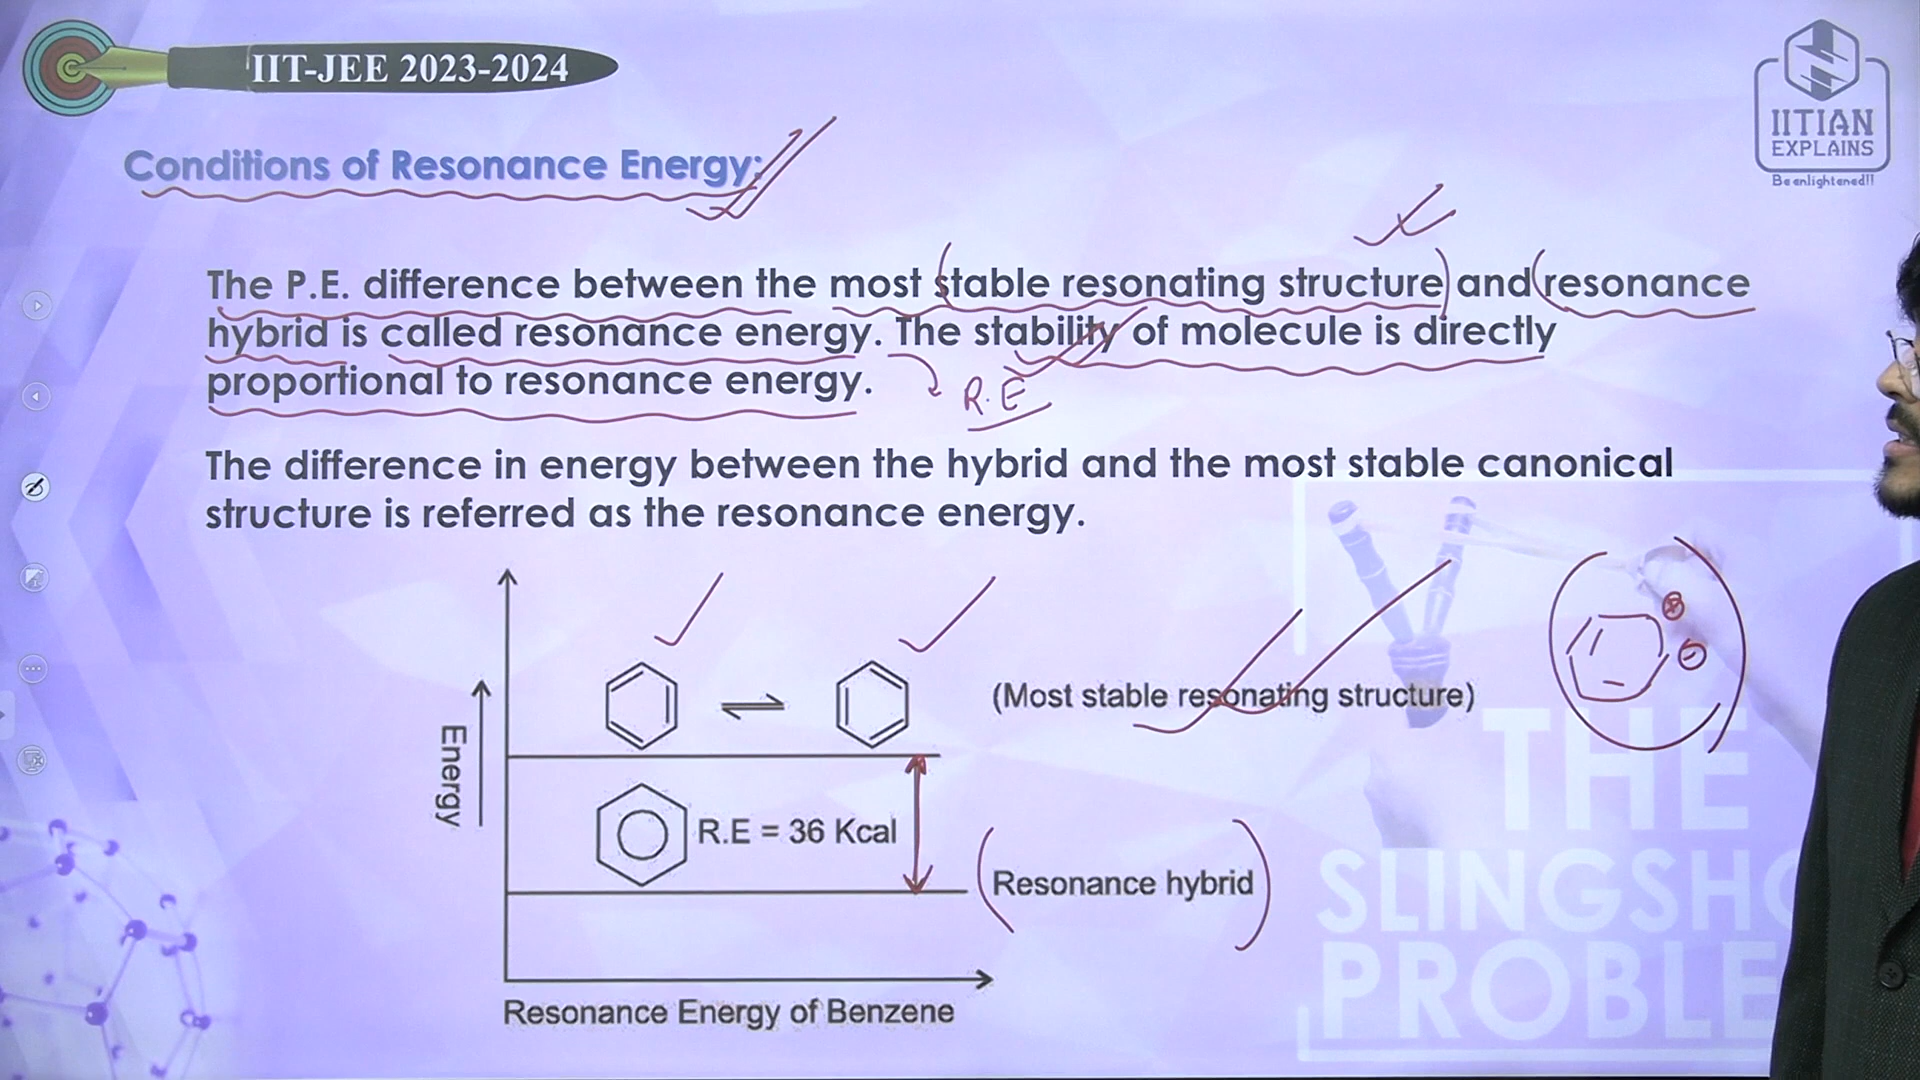 IIT-JEE 2023-2024
IITIAN
EXPLAINS
Be enlightened!!
Conditions of Resonance Energy:
The P.E. difference between the most stable resonating structure and resonance
hybrid is called resonance energy. The stability of molecule is directly
proportional to resonance energy.
R.E
The difference in energy between the hybrid and the most stable canonical
structure is referred as the resonance energy.
(Most stable resonating structure)
Energy
R.E = 36 Kcal
(Resonance hybrid)
Resonance Energy of Benzene
THE
SLINGSHO
PROBLE